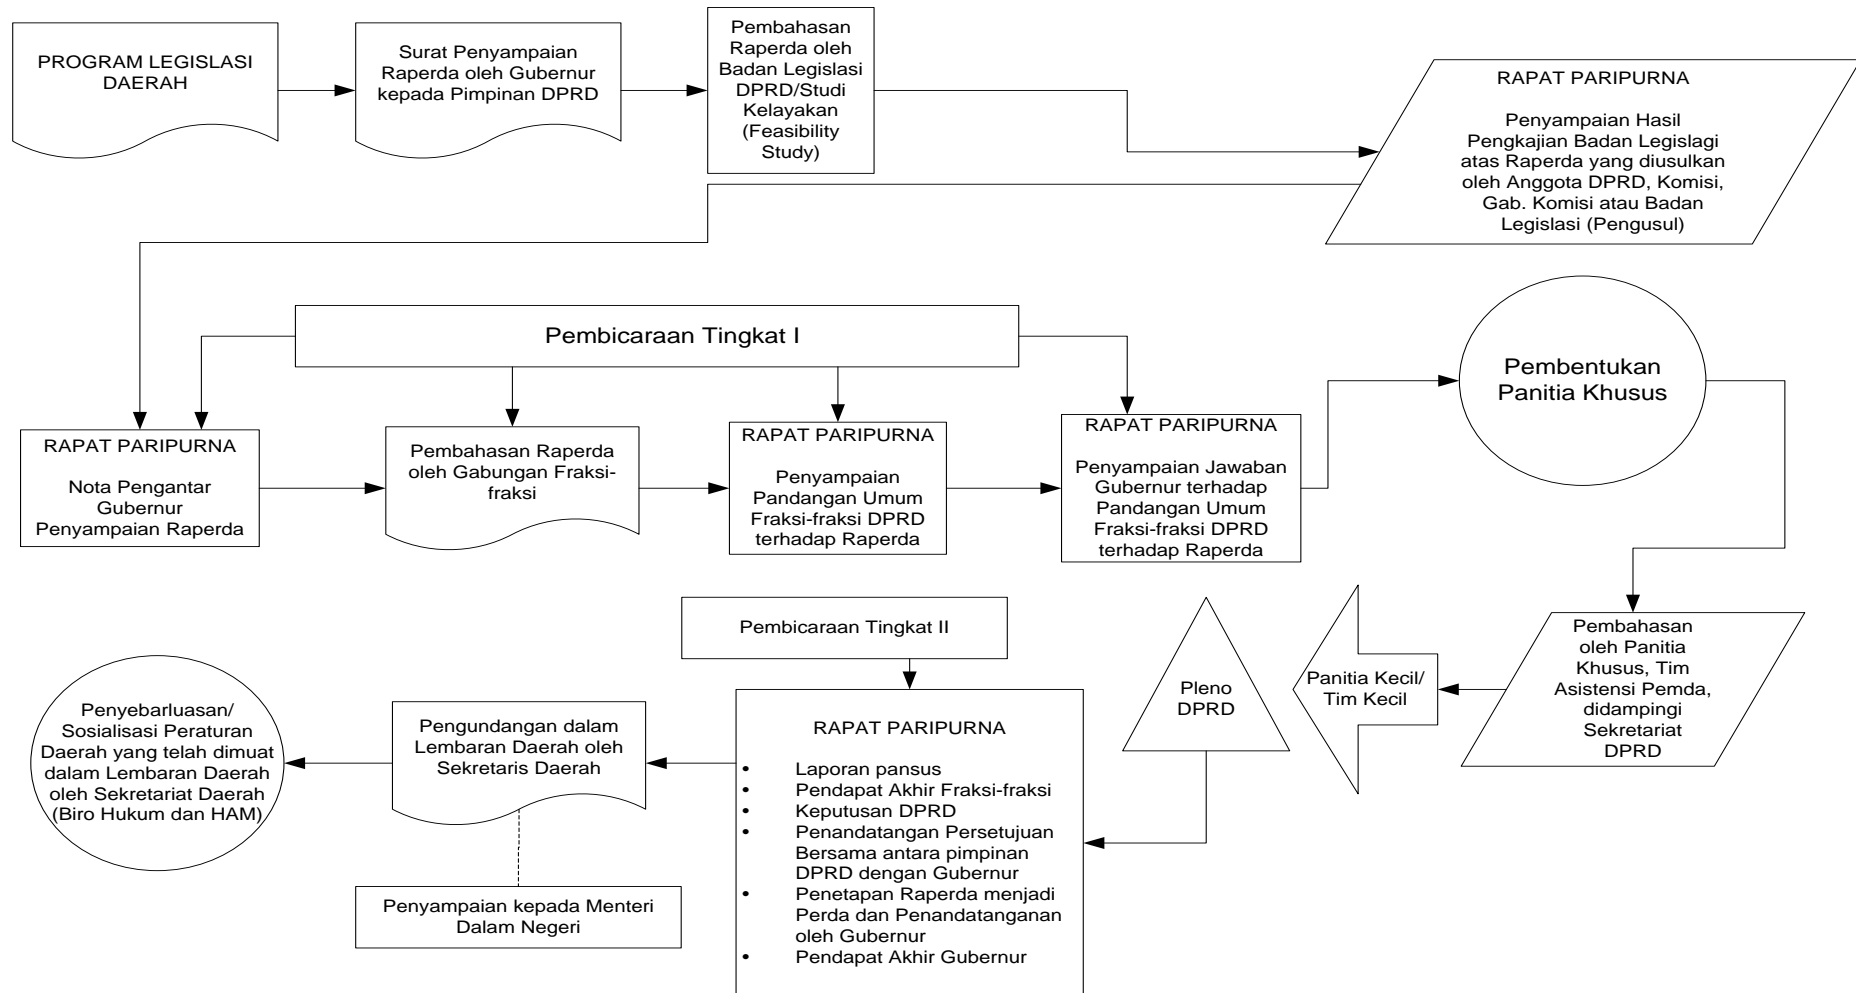 PROGRAM LEGISLASI
DAERAH
Surat Penyampaian
Raperda oleh Gubernur
kepada Pimpinan DPRD
Pembahasan
Raperda oleh
Badan Legislasi
DPRD/Studi
Kelayakan
(Feasibility
Study)
RAPAT PARIPURNA
Penyampaian Hasil
Pengkajian Badan Legislagi
atas Raperda yang diusulkan
oleh Anggota DPRD, Komisi,
Gab. Komisi atau Badan
Legislasi (Pengusul)
Pembicaraan Tingkat I
RAPAT PARIPURNA
Nota Pengantar
Gubernur
Penyampaian Raperda
Pembahasan Raperda
oleh Gabungan Fraksi-
fraksi
RAPAT PARIPURNA
Penyampaian
Pandangan Umum
Fraksi-fraksi DPRD
terhadap Raperda
RAPAT PARIPURNA
Penyampaian Jawaban
Gubernur terhadap
Pandangan Umum
Fraksi-fraksi DPRD
terhadap Raperda
Pembentukan
Panitia Khusus
Pembahasan
oleh Panitia
Khusus, Tim
Asistensi Pemda,
didampingi
Sekretariat
DPRD
Panitia Kecil/
Tim Kecil
Pleno
DPRD
Pembicaraan Tingkat II
RAPAT PARIPURNA
• Laporan pansus
• Pendapat Akhir Fraksi-fraksi
• Keputusan DPRD
• Penandatangan Persetujuan
Bersama antara pimpinan
DPRD dengan Gubernur
• Penetapan Raperda menjadi
Perda dan Penandatanganan
oleh Gubernur
• Pendapat Akhir Gubernur
Pengundangan dalam
Lembaran Daerah oleh
Sekretaris Daerah
Penyampaian kepada Menteri
Dalam Negeri
Penyebarluasan/
Sosialisasi Peraturan
Daerah yang telah dimuat
dalam Lembaran Daerah
oleh Sekretariat Daerah
(Biro Hukum dan HAM)